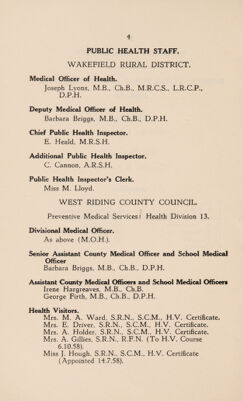 4
PUBLIC HEALTH STAFF.
WAKEFIELD RURAL DISTRICT.
Medical Officer of Health.
Joseph Lyons, M.B., Ch.B., M.R.C.S., L.R.C.P.,
D.P.H.
Deputy Medical Officer of Health.
Barbara Briggs, M.B., Ch.B., D.P.H.
Chief Public Health Inspector.
E. Heald, M.R.S.H.
Additional Public Health Inspector.
C. Cannon, A.R.S.H.
Public Health Inspector's Clerk.
Miss M. Lloyd.
WEST RIDING COUNTY COUNCIL.
Preventive Medical Services: Health Division 13.
Divisional Medical Officer.
As above (M.O.H.).
Senior Assistant County Medical Officer and School Medical
Officer
Barbara Briggs, M.B., Ch.B., D.P.H.
Assistant County Medical Officers and School Medical Officers
Irene Hargreaves, M.B., Ch.B.
George Firth, M.B., Ch.B., D.P.H.
Health Visitors.
Mrs. M. A. Ward, S.R.N., S.C.M., H.V. Certificate.
Mrs. E. Driver, S.R.N., S.C.M., H.V. Certificate.
Mrs. A. Holder, S.R.N., S.C.M., H.V. Certificate.
Mrs. A. Gillies, S.R.N., R.F.N. (To H.V. Course
6.10.58).
Miss J. Hough, S.R.N., S.C.M., H.V. Certificate
(Appointed 14.7.58).